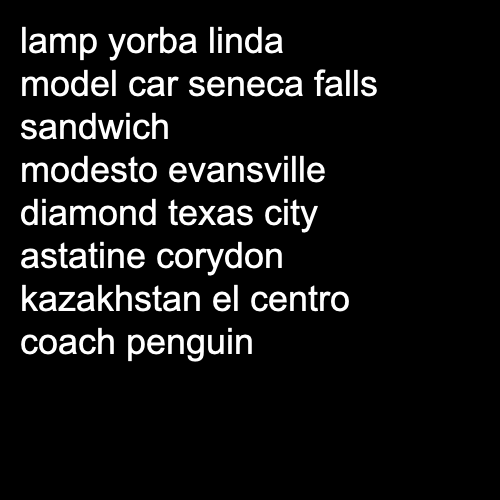 lamp yorba linda
model car seneca falls
sandwich
modesto evansville
diamond texas city
astatine corydon
kazakhstan el centro
coach penguin